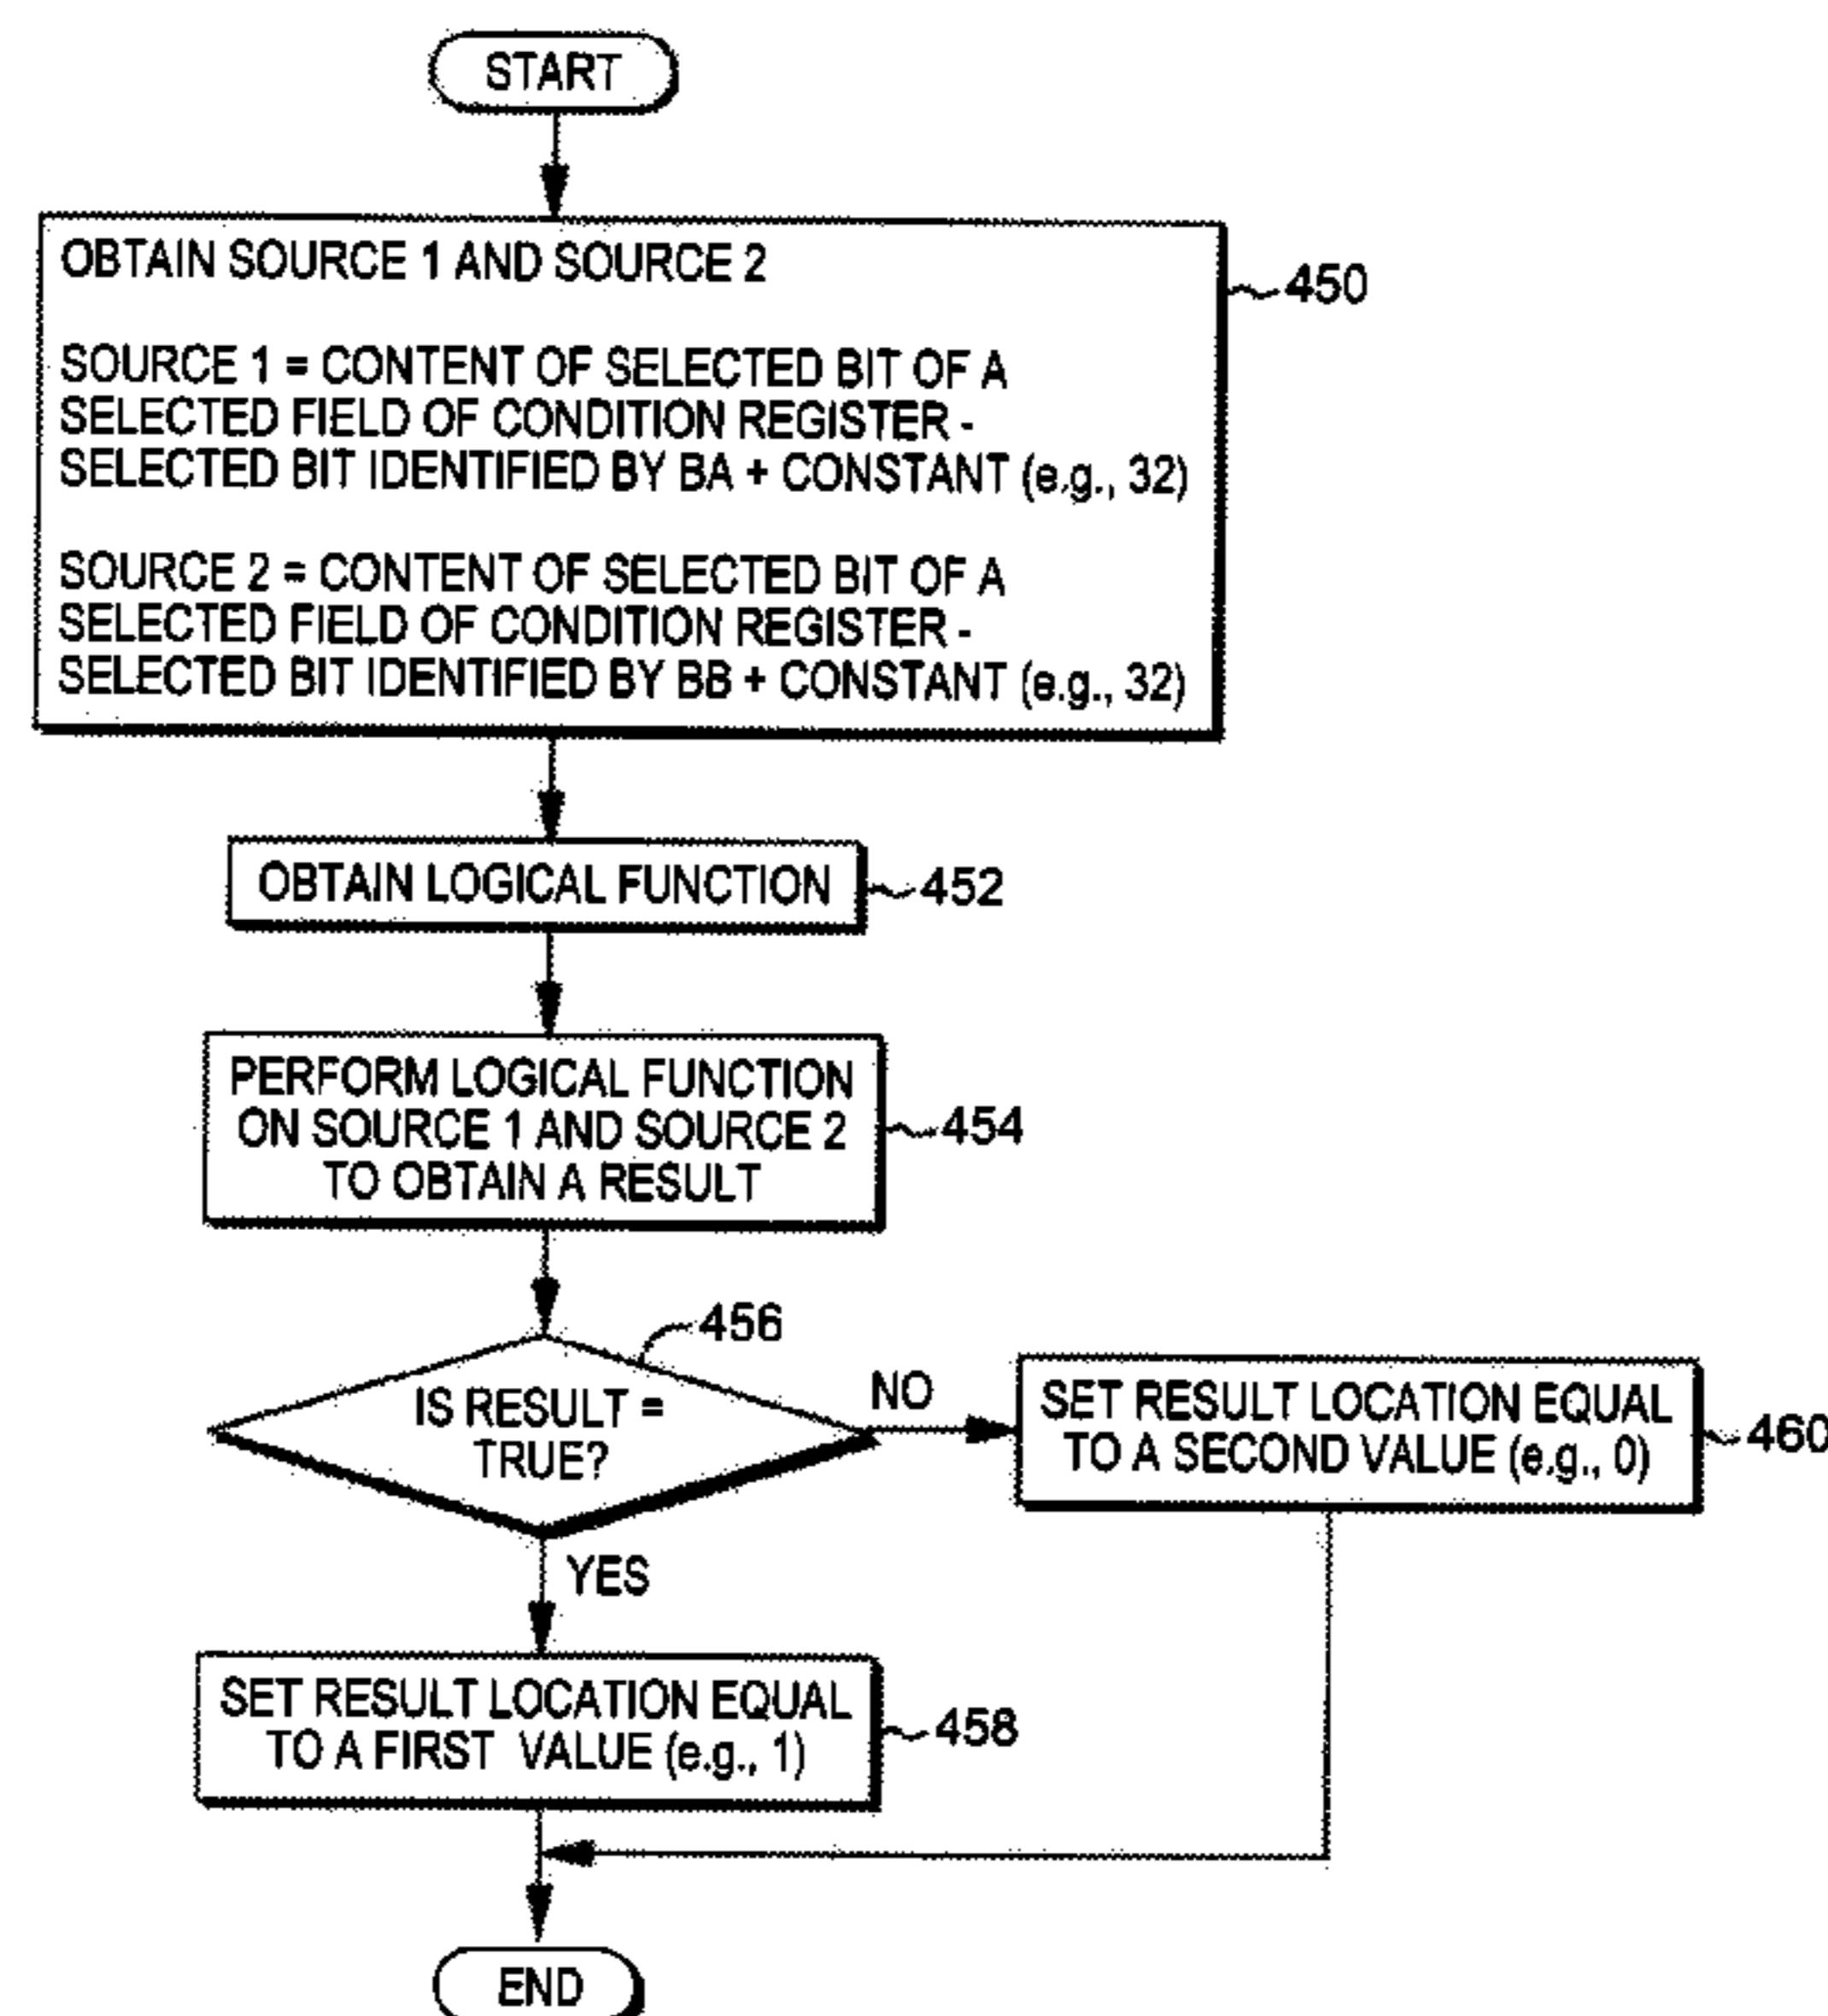 START
OBTAIN SOURCE 1 AND SOURCE 2
450
SOURCE 1 = CONTENT OF SELECTED BIT OF A
SELECTED FIELD OF CONDITION REGISTER -
SELECTED BIT IDENTIFIED BY BA + CONSTANT (e.g., 32)
SOURCE 2 = CONTENT OF SELECTED BIT OF A
SELECTED FIELD OF CONDITION REGISTER -
SELECTED BIT IDENTIFIED BY BB + CONSTANT (e.g., 32)
OBTAIN LOGICAL FUNCTION
452
PERFORM LOGICAL FUNCTION
ON SOURCE 1 AND SOURCE 2
TO OBTAIN A RESULT
454
456
IS RESULT =
TRUE?
NO
SET RESULT LOCATION EQUAL
TO A SECOND VALUE (e.g., 0)
460
YES
SET RESULT LOCATION EQUAL
TO A FIRST VALUE (e.g., 1)
458
END